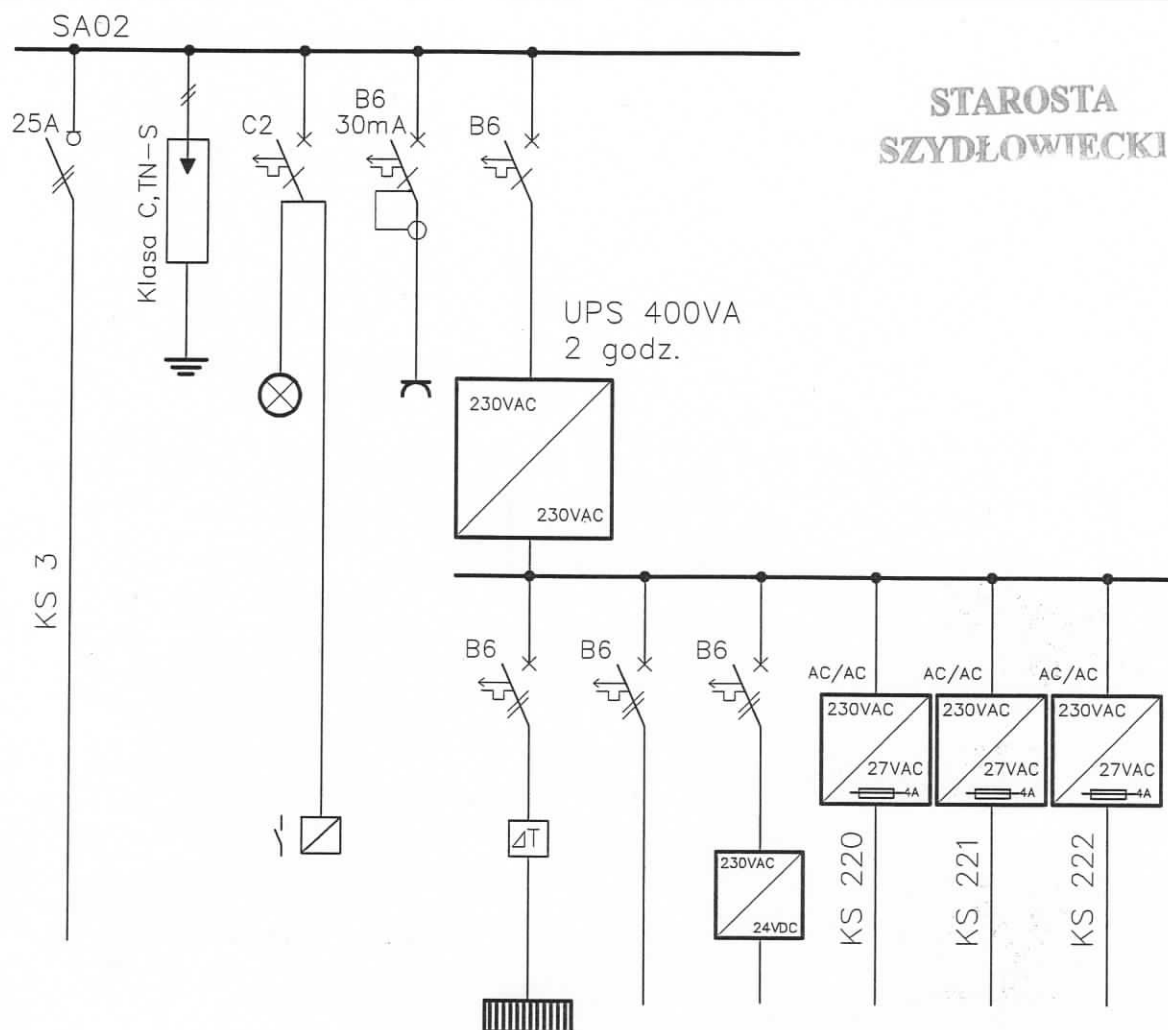 SA02
STAROSTA
SZYDŁOWIECKI
25A
Klasa C,TN-S
C2
B6
30mA
B6
UPS 400VA
2 godz.
230VAC
230VAC
KS 3
B6
B6
B6
AC/AC
AC/AC
AC/AC
230VAC
230VAC
230VAC
27VAC
27VAC
27VAC
4A
4A
4A
ΔT
230VAC
24VDC
KS 220
KS 221
KS 222